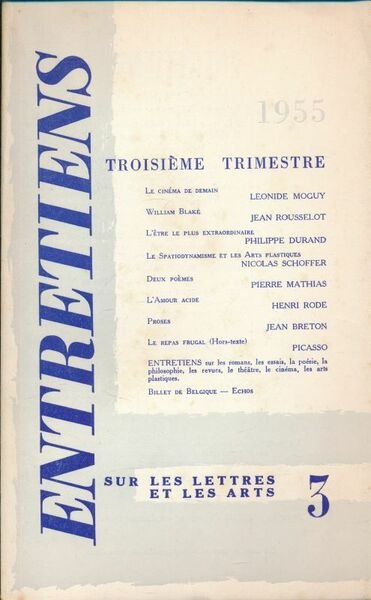 ENTRETIENS
1955
TROISIÈME TRIMESTRE
LE CINÉMA DE DEMAIN
LEONIDE MOGUY
WILLIAM BLAKE
JEAN ROUSSELOT
L'ÊTRE LE PLUS EXTRAORDINAIRE
PHILIPPE DURAND
LE SPATIODYNAMISME ET LES ARTS PLASTIQUES
NICOLAS SCHOFFER
DEUX POÈMES
PIERRE MATHIAS
L'AMOUR ACIDE
HENRI RODE
PROSES
JEAN BRETON
LE REPAS FRUGAL (Hors-texte)
PICASSO
ENTRETIENS sur les romans, les essais, la poésie, la
philosophie, les revues, le théâtre, le cinéma, les arts
plastiques.
BILLET DE BELGIQUE — ECHOS
SUR LES LETTRES
ET LES ARTS
3